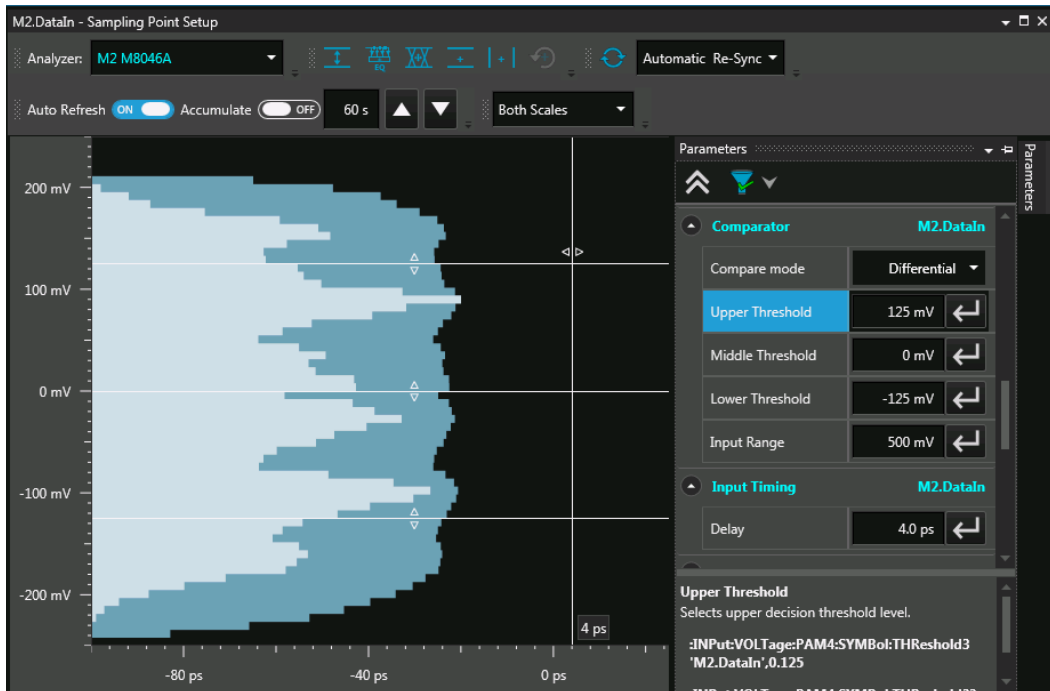 M2.DataIn - Sampling Point Setup
Analyzer: M2 M8046A EQ Automatic Re-Sync
Auto Refresh ON Accumulate OFF 60 s Both Scales
200 mV
100 mV
0 mV
-100 mV
-200 mV
-80 ps -40 ps 0 ps
4 ps
Parameters
Parameters
Comparator M2.DataIn
Compare mode Differential
Upper Threshold 125 mV
Middle Threshold 0 mV
Lower Threshold -125 mV
Input Range 500 mV
Input Timing M2.DataIn
Delay 4.0 ps
Upper Threshold
Selects upper decision threshold level.
:INPut:VOLTage:PAM4:SYMBol:THReshold3
'M2.DataIn',0.125